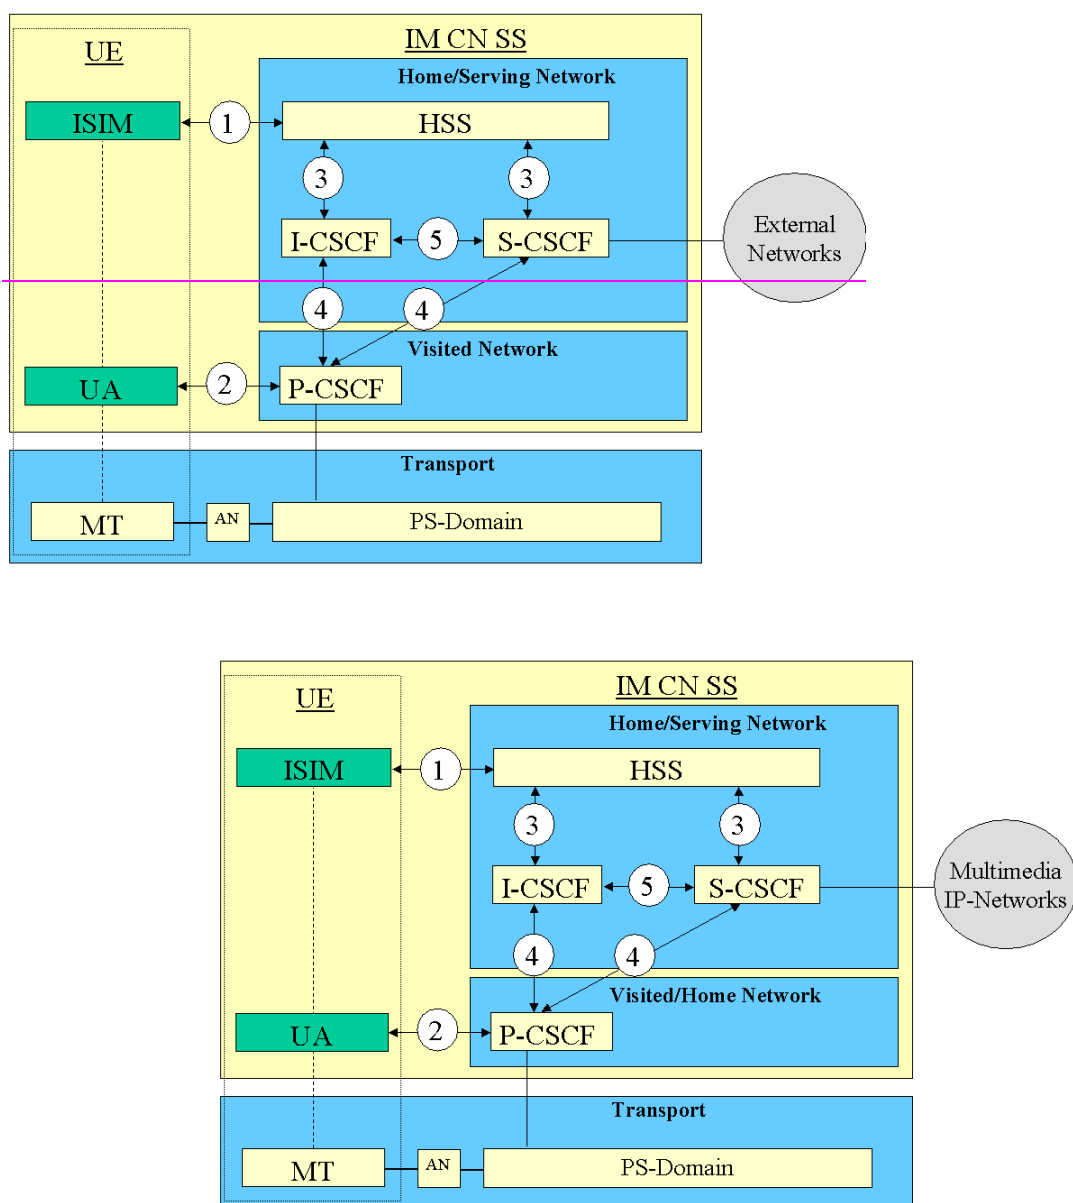 IM CN SS
UE
Home/Serving Network
ISIM
1
HSS
3
3
I-CSCF
5
S-CSCF
External
Networks
4
4
Visited Network
UA
2
P-CSCF
Transport
MT
AN
PS-Domain
IM CN SS
UE
Home/Serving Network
ISIM
1
HSS
3
3
I-CSCF
5
S-CSCF
Multimedia
IP-Networks
4
4
Visited/Home Network
UA
2
P-CSCF
Transport
MT
AN
PS-Domain